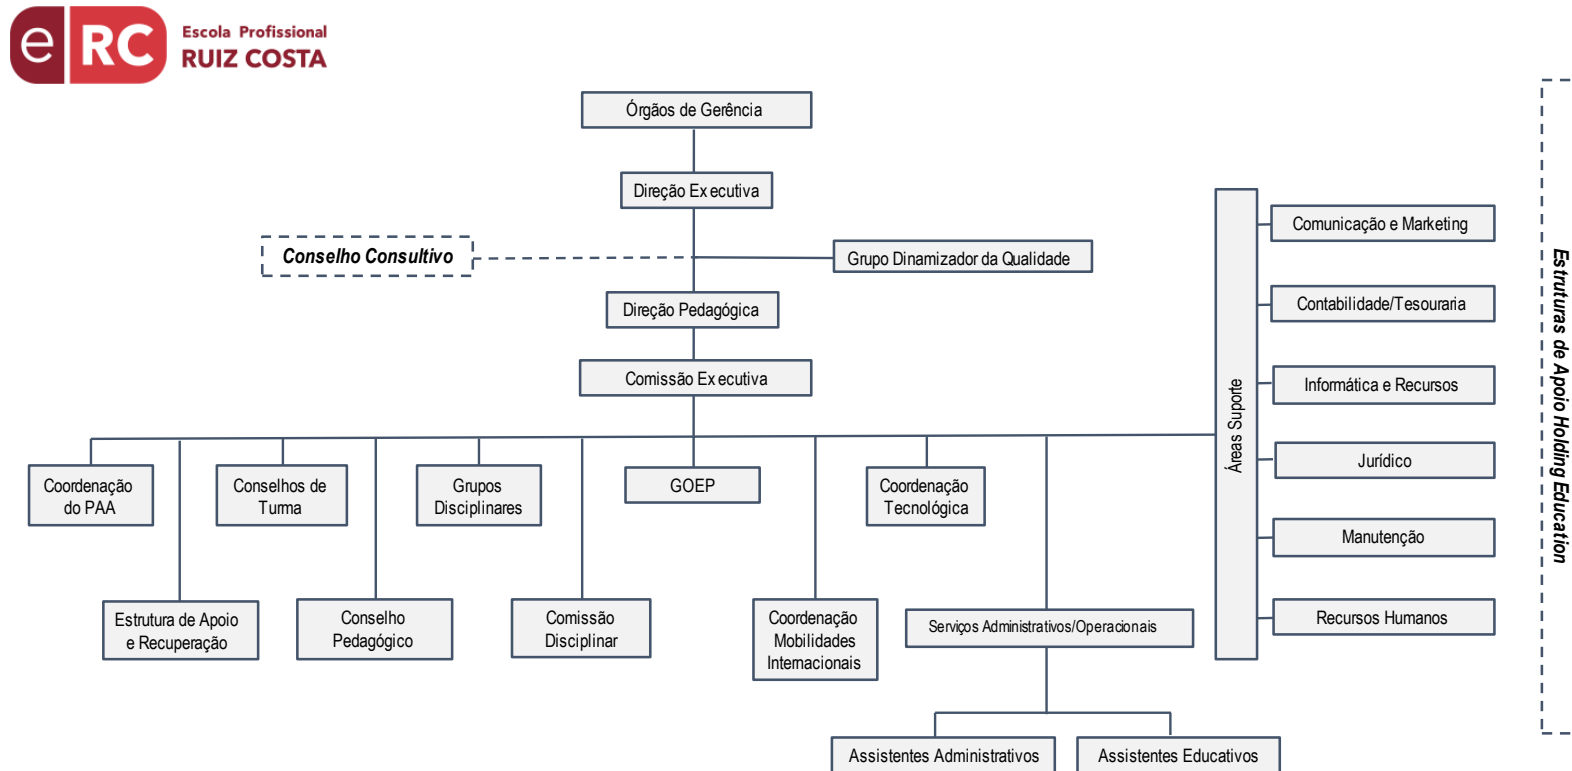 e RC
Escola Profissional
RUIZ COSTA
Órgãos de Gerência
Direção Executiva
Conselho Consultivo
Grupo Dinamizador da Qualidade
Direção Pedagógica
Comissão Executiva
Coordenação
do PAA
Conselhos de
Turma
Grupos
Disciplinares
GOEP
Coordenação
Tecnológica
Estrutura de Apoio
e Recuperação
Conselho
Pedagógico
Comissão
Disciplinar
Coordenação
Mobilidades
Internacionais
Serviços Administrativos/Operacionais
Assistentes Administrativos
Assistentes Educativos
Áreas Suporte
Comunicação e Marketing
Contabilidade/Tesouraria
Informática e Recursos
Jurídico
Manutenção
Recursos Humanos
Estruturas de Apoio Holding Education